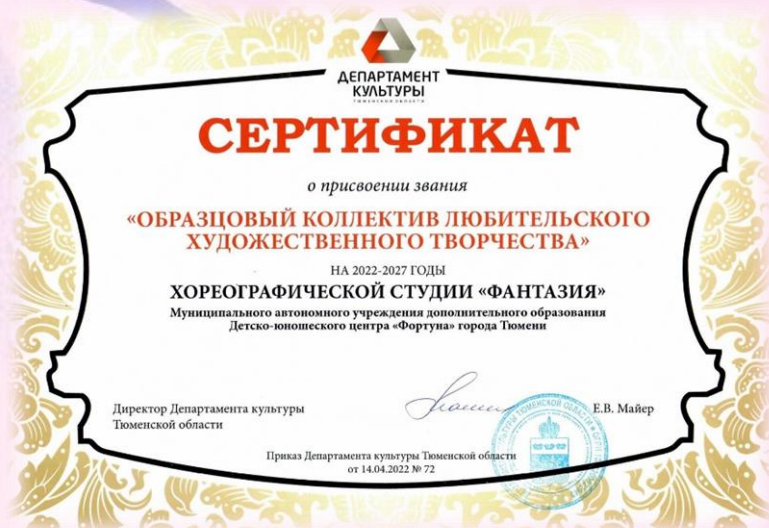 ДЕПАРТАМЕНТ
КУЛЬТУРЫ
ТЮМЕНСКОЙ ОБЛАСТИ
СЕРТИФИКАТ
о присвоении звания
«ОБРАЗЦОВЫЙ КОЛЛЕКТИВ ЛЮБИТЕЛЬСКОГО
ХУДОЖЕСТВЕННОГО ТВОРЧЕСТВА»
НА 2022-2027 ГОДЫ
ХОРЕОГРАФИЧЕСКОЙ СТУДИИ «ФАНТАЗИЯ»
Муниципального автономного учреждения дополнительного образования
Детско-юношеского центра «Фортуна» города Тюмени
Директор Департамента культуры
Тюменской области
Е.В. Майер
ТЮМЕНСКОЙ ОБЛАСТИ
Приказ Департамента культуры Тюменской области
от 14.04.2022 № 72